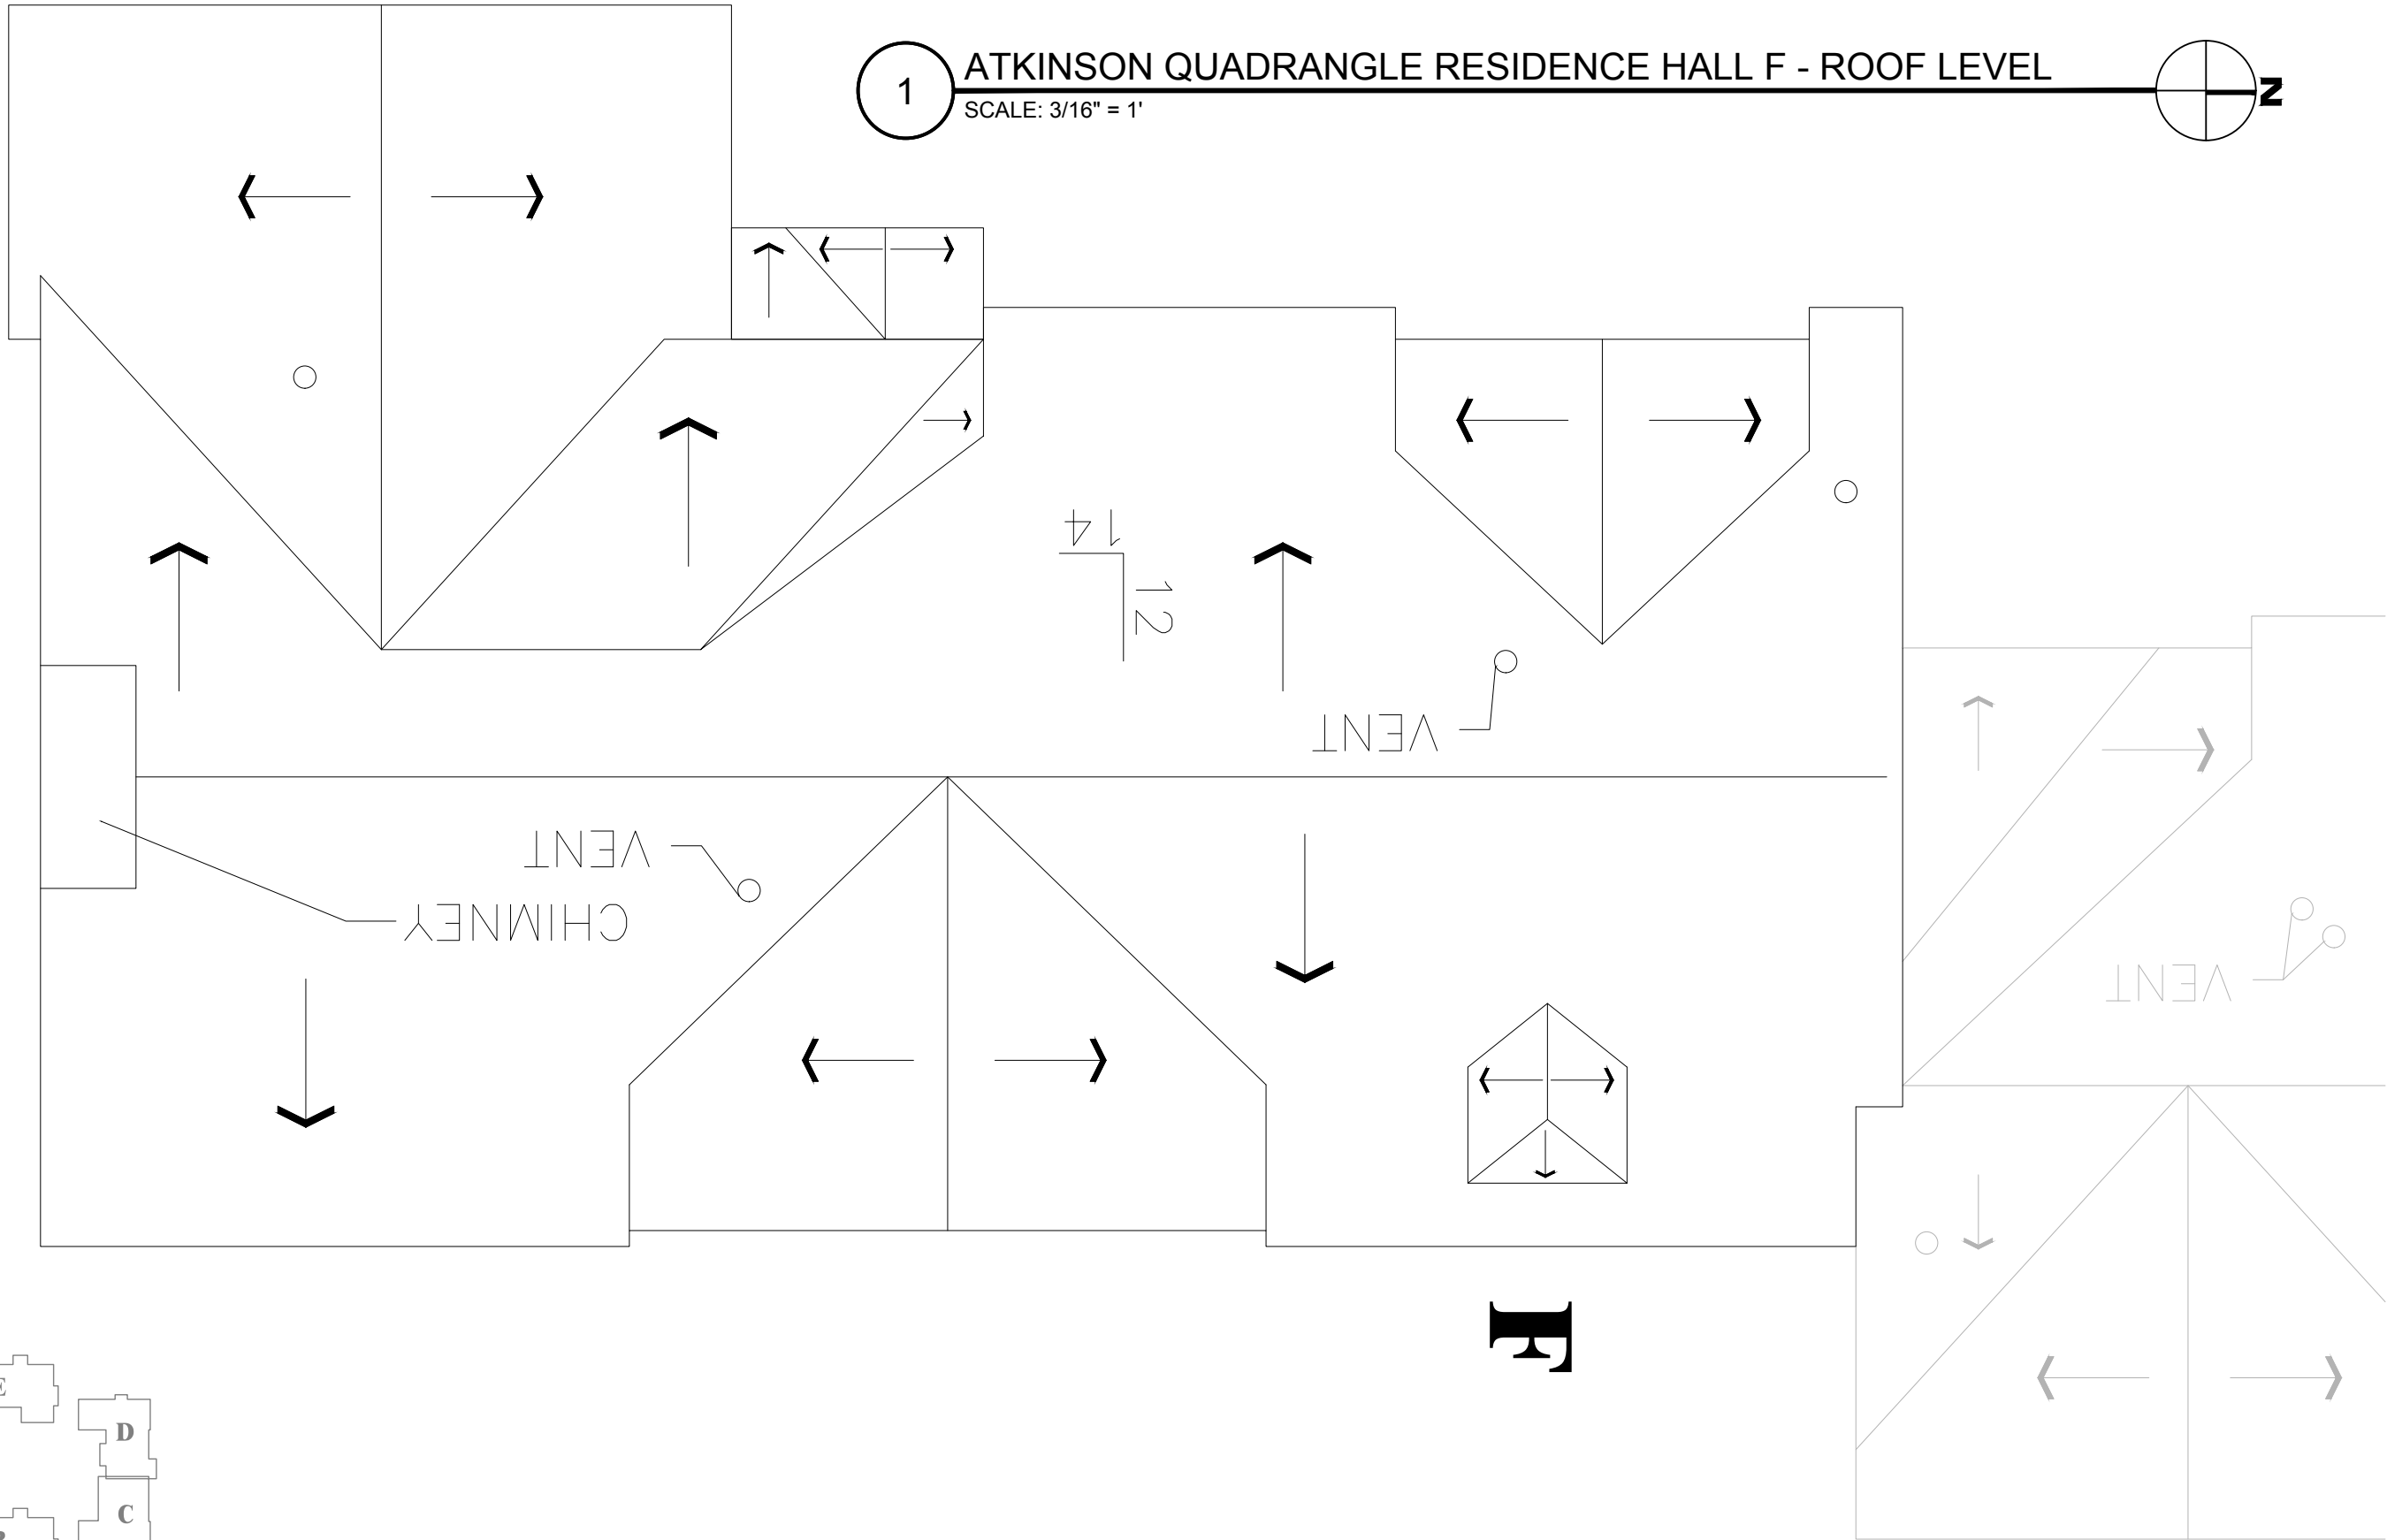 1
ATKINSON QUADRANGLE RESIDENCE HALL F - ROOF LEVEL
SCALE: 3/16" = 1'
N
14
12
VENT
VENT
CHIMNEY
VENT
F
E
D
C